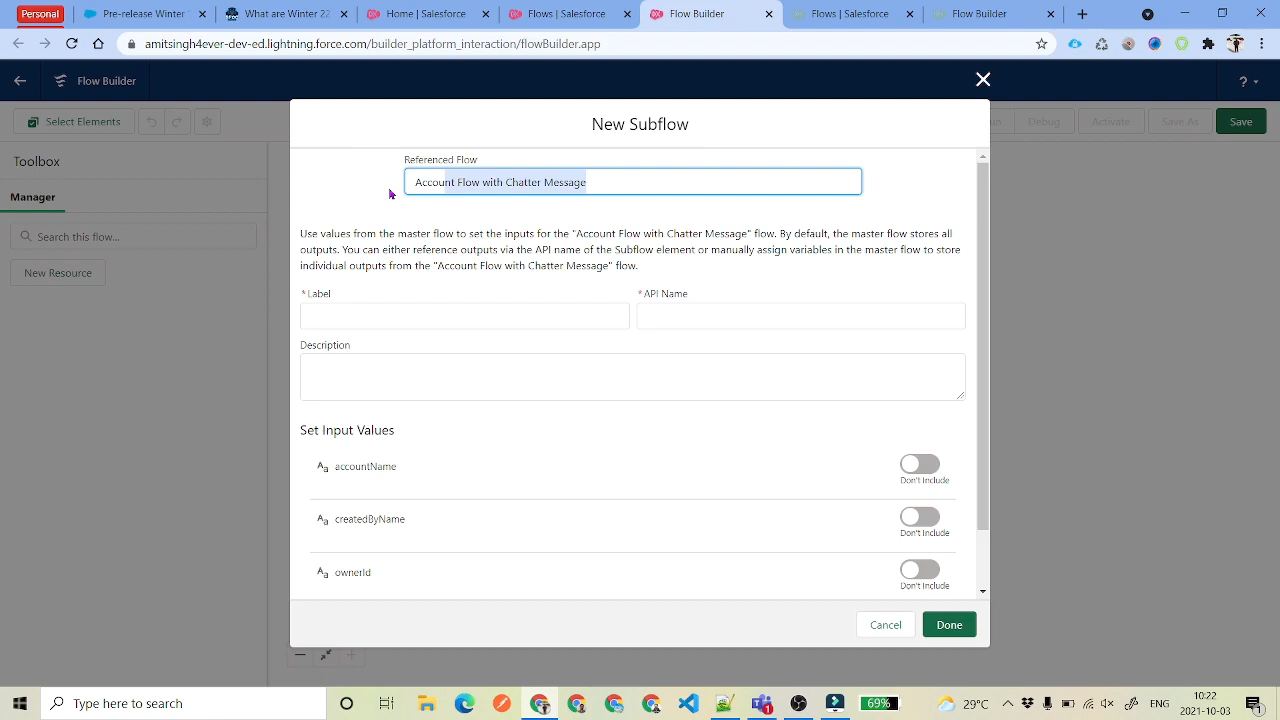 Personal
Pre-release Winter
What are Winter 22
Home | Salesforce
Flows | Salesforce
Flow Builder
Flows | Salesforce
Flow Builder
amitsingh4ever-dev-ed.lightning.force.com/builder_platform_interaction/flowBuilder.app
Flow Builder
?
Select Elements
Debug
Activate
Save As
Save
New Subflow
Toolbox
Manager
Search this flow...
New Resource
Referenced Flow
Account Flow with Chatter Message
Use values from the master flow to set the inputs for the "Account Flow with Chatter Message" flow. By default, the master flow stores all
outputs. You can either reference outputs via the API name of the Subflow element or manually assign variables in the master flow to store
individual outputs from the "Account Flow with Chatter Message" flow.
* Label
* API Name
Description
Set Input Values
Aa accountName
Don't Include
Aa createdByName
Don't Include
Aa ownerId
Don't Include
Cancel
Done
Type here to search
69%
29°C
ENG
10:22
2021-10-03